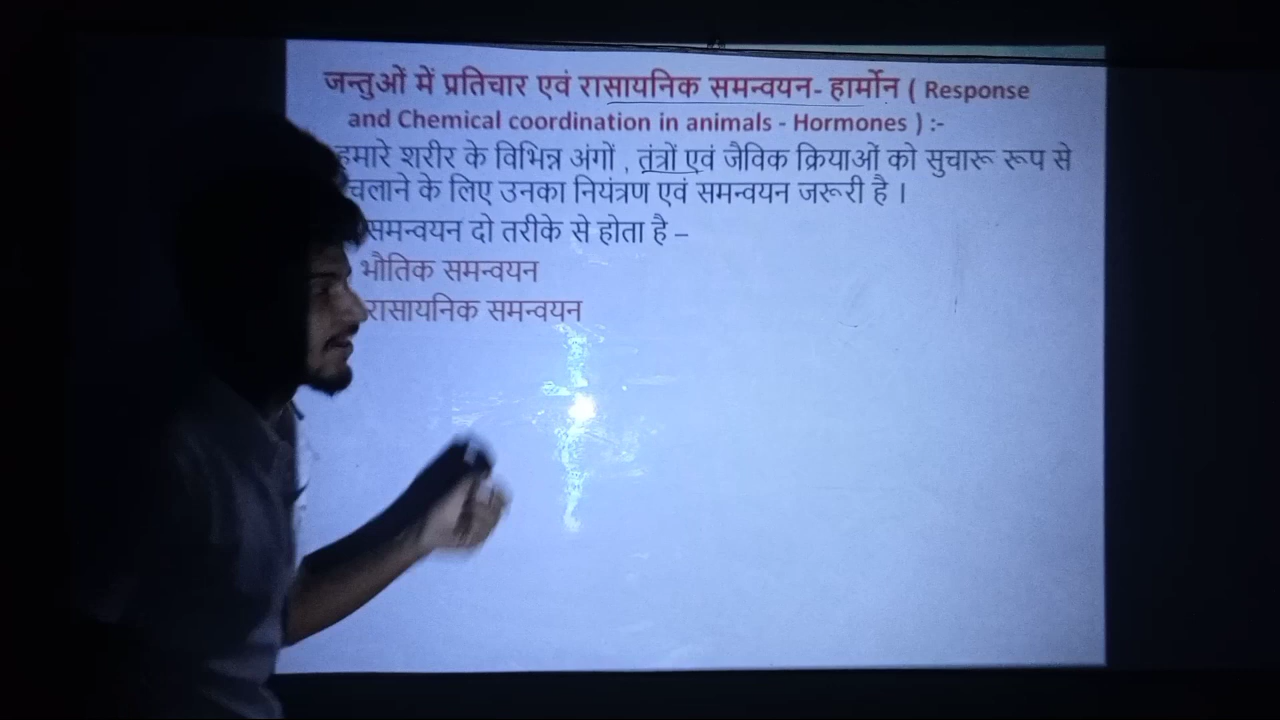 जन्तुओं में प्रतिचार एवं रासायनिक समन्वयन- हार्मोन ( Response
and Chemical coordination in animals - Hormones ) :-
हमारे शरीर के विभिन्न अंगों , तंत्रों एवं जैविक क्रियाओं को सुचारू रूप से
चलाने के लिए उनका नियंत्रण एवं समन्वयन जरूरी है ।
समन्वयन दो तरीके से होता है –
भौतिक समन्वयन
रासायनिक समन्वयन